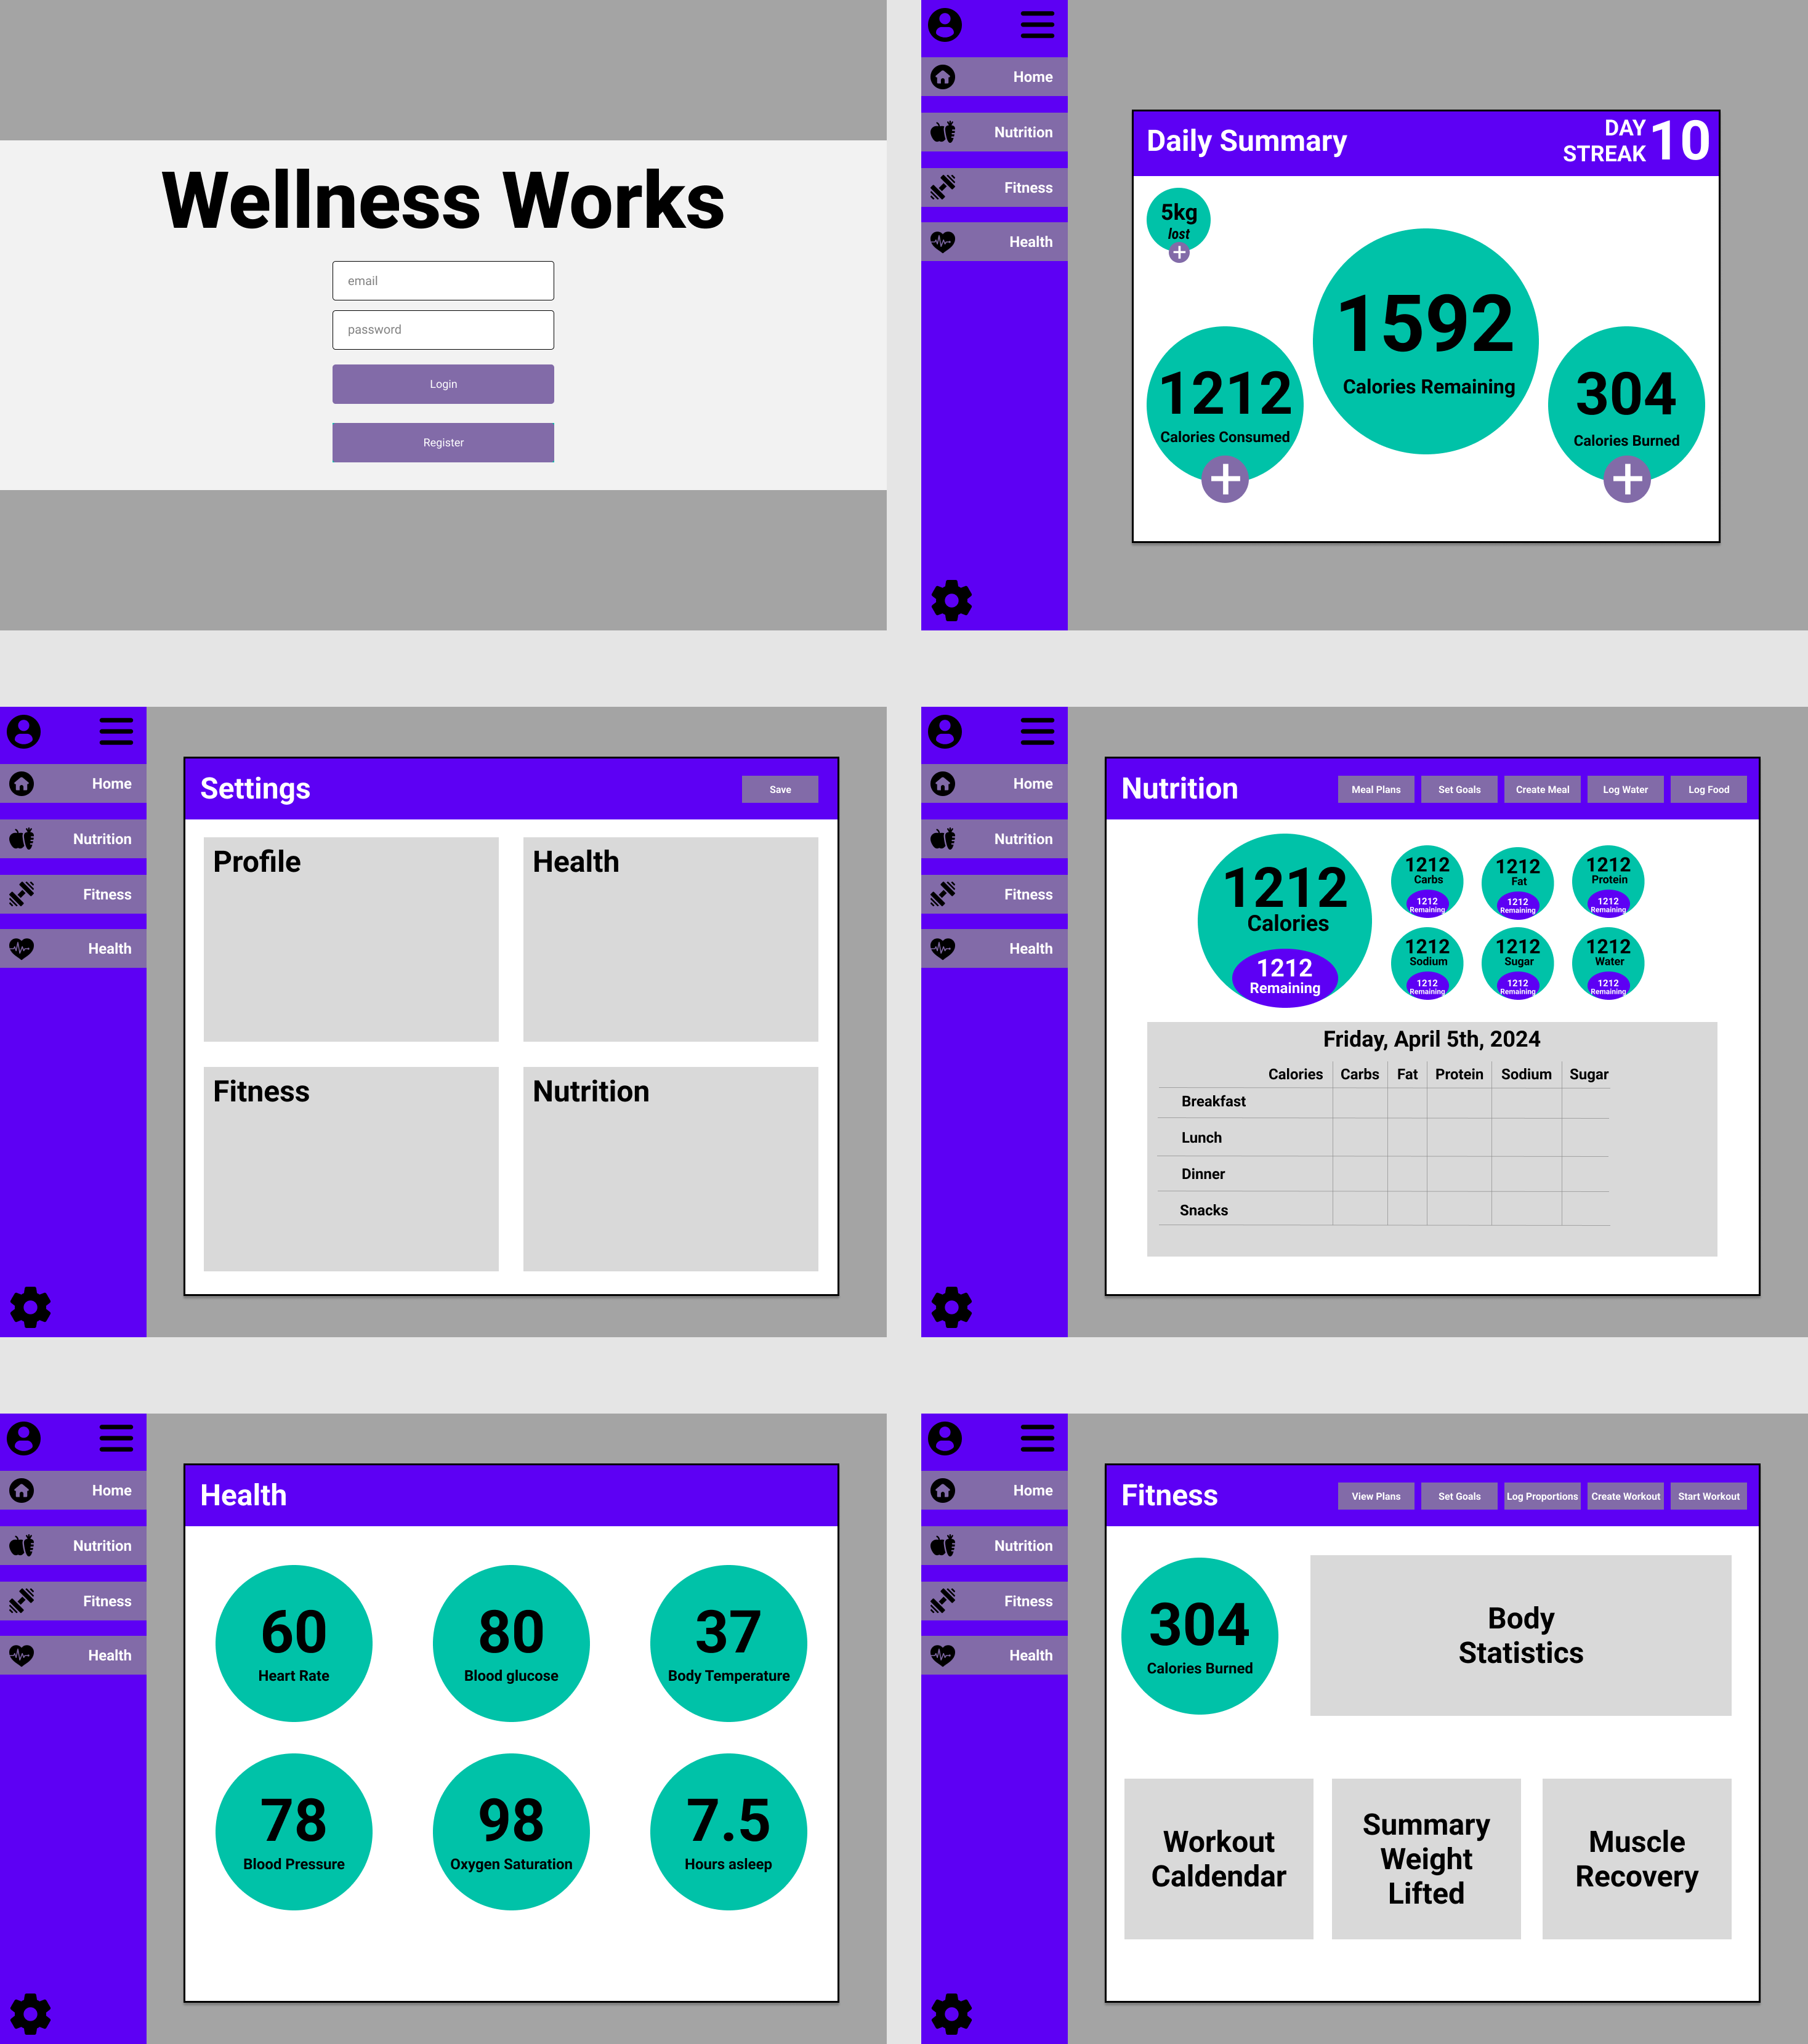 Wellness Works
email
password
Login
Register
Home
Nutrition
Fitness
Health
Daily Summary
DAY
STREAK 10
5kg
lost
1592
Calories Remaining
1212
Calories Consumed
304
Calories Burned
Home
Nutrition
Fitness
Health
Settings
Save
Profile
Health
Fitness
Nutrition
Home
Nutrition
Fitness
Health
Nutrition
Meal Plans
Set Goals
Create Meal
Log Water
Log Food
1212
Calories
1212
Remaining
1212
Carbs
1212
Remaining
1212
Fat
1212
Remaining
1212
Protein
1212
Remaining
1212
Sodium
1212
Remaining
1212
Sugar
1212
Remaining
1212
Water
1212
Remaining
Friday, April 5th, 2024
Calories Carbs Fat Protein Sodium Sugar
Breakfast
Lunch
Dinner
Snacks
Home
Nutrition
Fitness
Health
Health
60
Heart Rate
80
Blood glucose
37
Body Temperature
78
Blood Pressure
98
Oxygen Saturation
7.5
Hours asleep
Home
Nutrition
Fitness
Health
Fitness
View Plans
Set Goals
Log Proportions
Create Workout
Start Workout
304
Calories Burned
Body
Statistics
Workout
Caldendar
Summary
Weight
Lifted
Muscle
Recovery